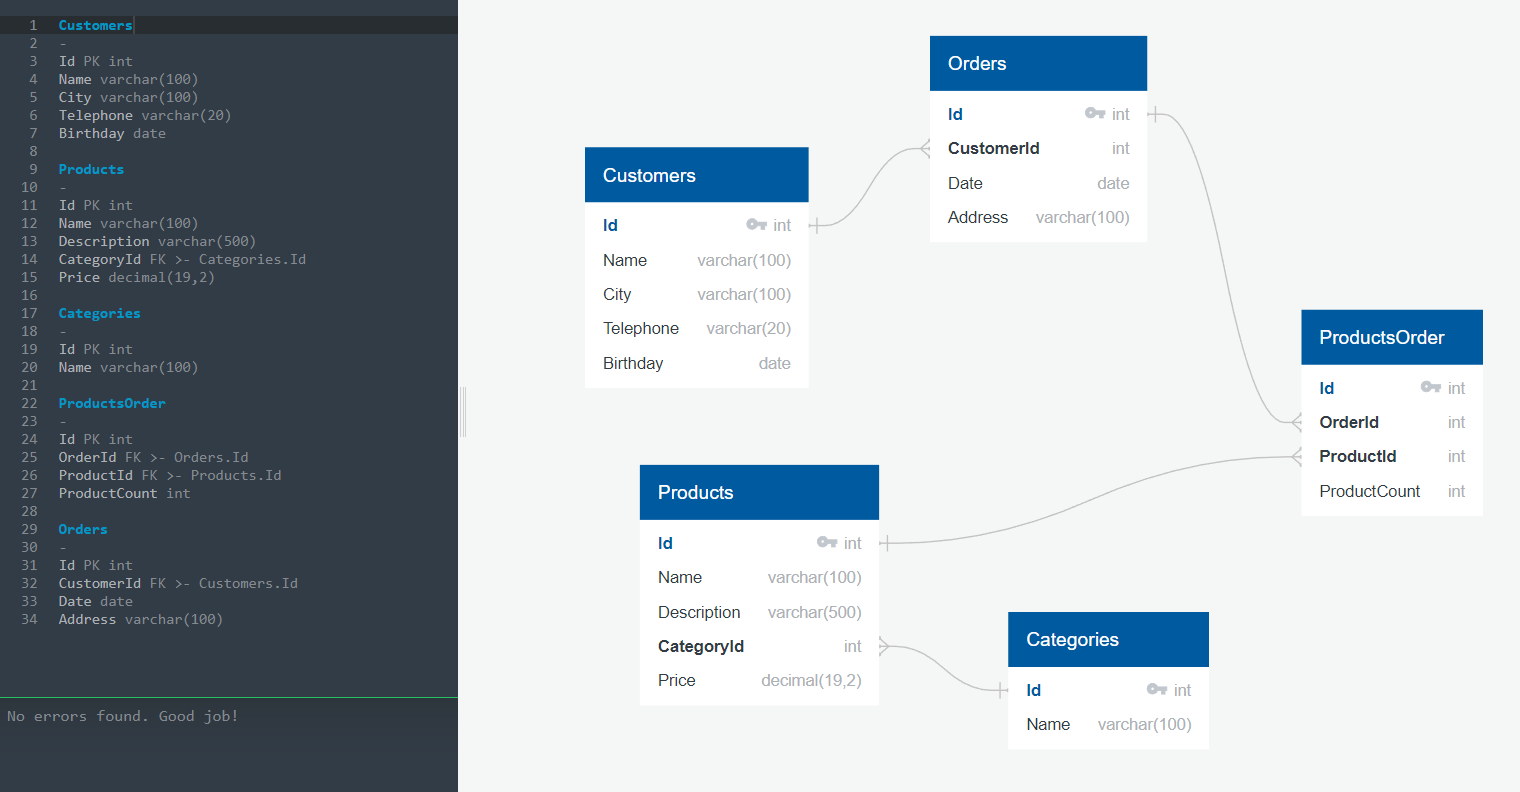 1 Customers
2 -
3 Id PK int
4 Name varchar(100)
5 City varchar(100)
6 Telephone varchar(20)
7 Birthday date
8
9 Products
10 -
11 Id PK int
12 Name varchar(100)
13 Description varchar(500)
14 CategoryId FK >- Categories.Id
15 Price decimal(19,2)
16
17 Categories
18 -
19 Id PK int
20 Name varchar(100)
21
22 ProductsOrder
23 -
24 Id PK int
25 OrderId FK >- Orders.Id
26 ProductId FK >- Products.Id
27 ProductCount int
28
29 Orders
30 -
31 Id PK int
32 CustomerId FK >- Customers.Id
33 Date date
34 Address varchar(100)
No errors found. Good job!
Customers
Id int
Name varchar(100)
City varchar(100)
Telephone varchar(20)
Birthday date
Orders
Id int
CustomerId int
Date date
Address varchar(100)
ProductsOrder
Id int
OrderId int
ProductId int
ProductCount int
Products
Id int
Name varchar(100)
Description varchar(500)
CategoryId int
Price decimal(19,2)
Categories
Id int
Name varchar(100)